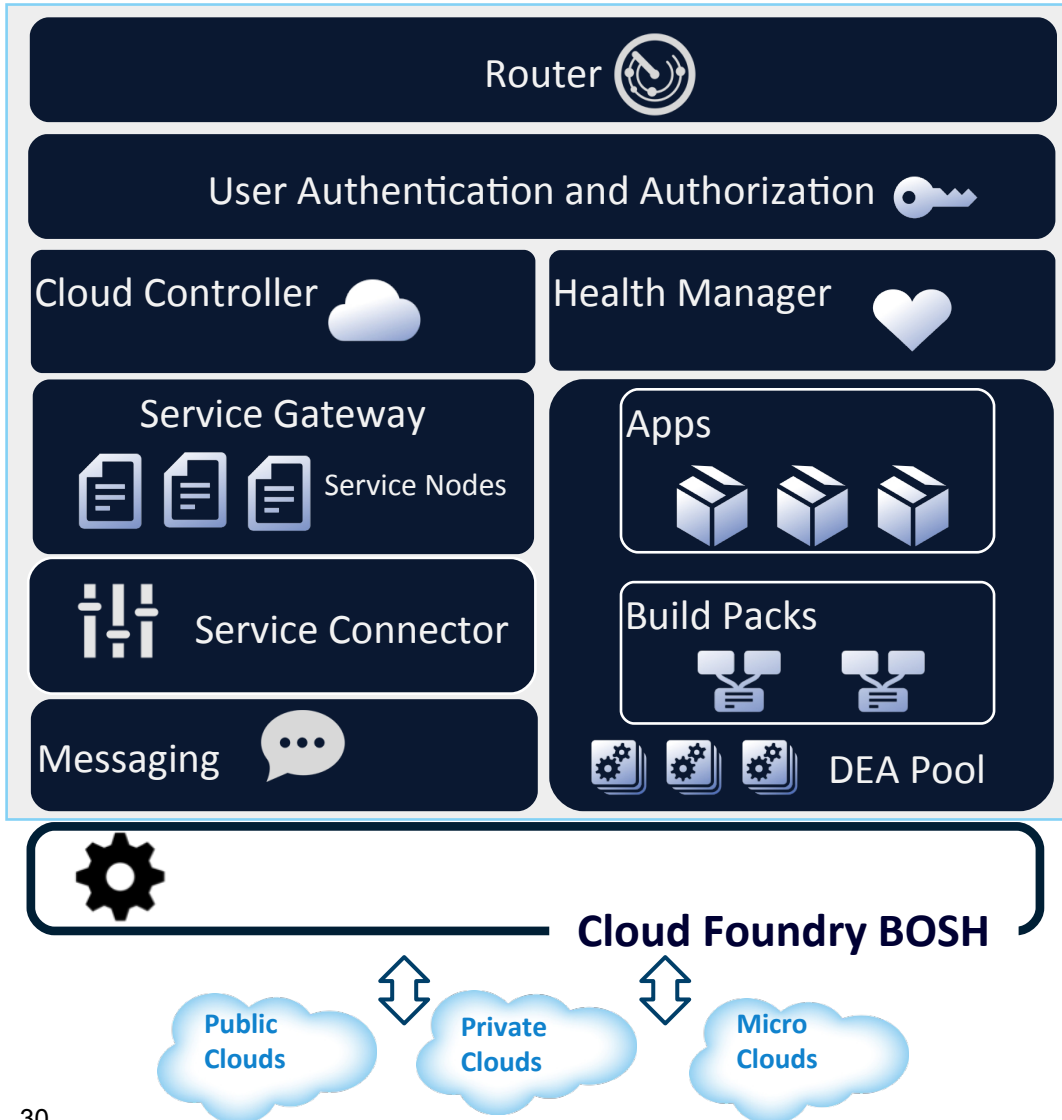 Router
User Authentication and Authorization
Cloud Controller
Health Manager
Service Gateway
Service Nodes
Apps
Service Connector
Build Packs
Messaging
DEA Pool
Cloud Foundry BOSH
Public
Clouds
Private
Clouds
Micro
Clouds
30